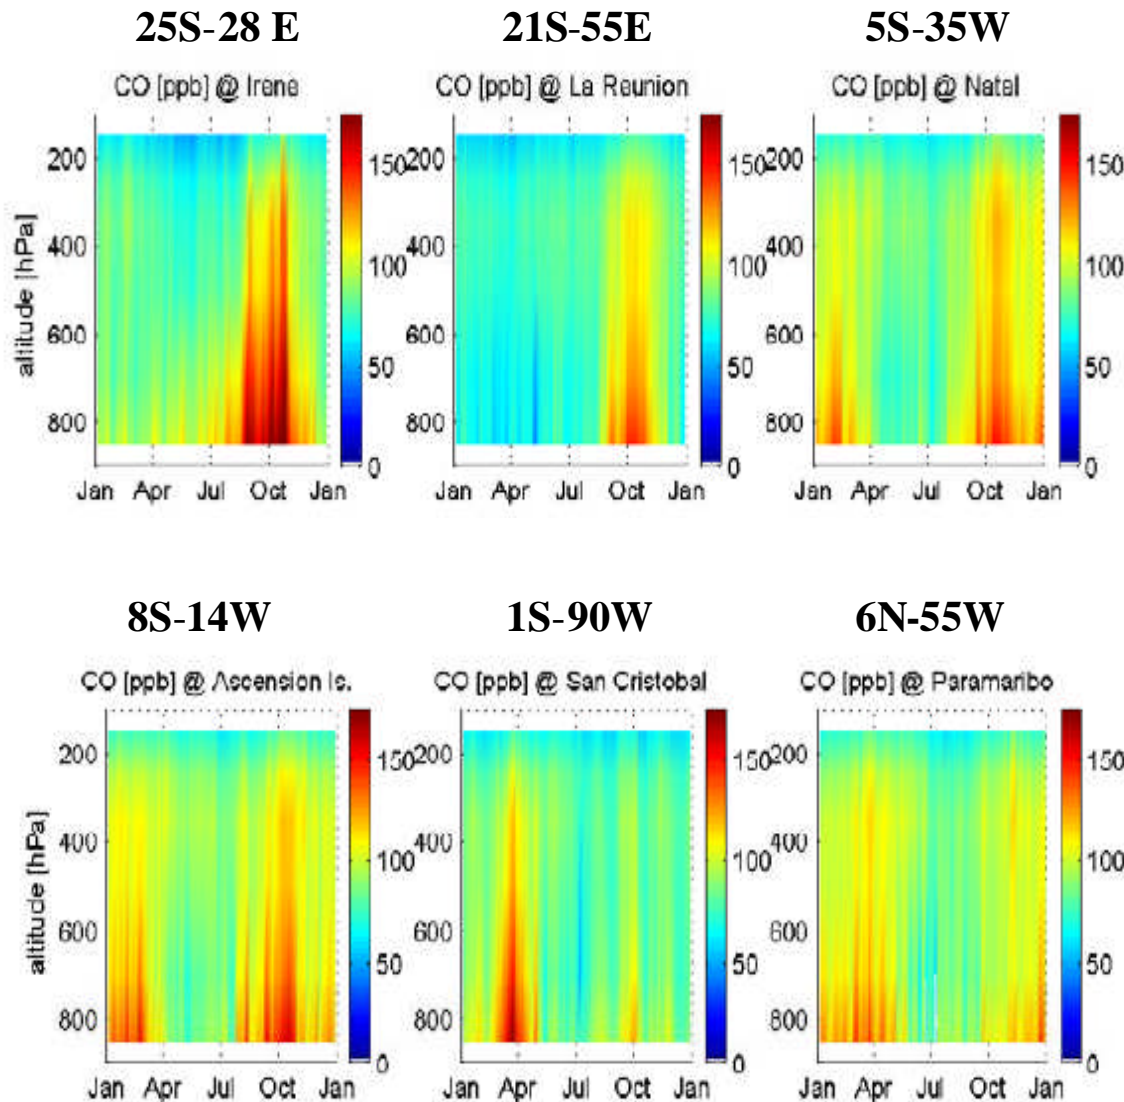 25S-28 E 21S-55E 5S-35W
CO [ppb] @ Irene CO [ppb] @ La Reunion CO [ppb] @ Natal
200 150 200 150 200 150
altitude [hPa]
400 100 400 100 400 100
600 50 600 50 600 50
800 0 800 0 800 0
Jan Apr Jul Oct Jan Jan Apr Jul Oct Jan Jan Apr Jul Oct Jan
8S-14W 1S-90W 6N-55W
CO [ppb] @ Ascension Is. CO [ppb] @ San Cristobal CO [ppb] @ Paramaribo
200 150 200 150 200 150
altitude [hPa]
400 100 400 100 400 100
600 50 600 50 600 50
800 0 800 0 800 0
Jan Apr Jul Oct Jan Jan Apr Jul Oct Jan Jan Apr Jul Oct Jan